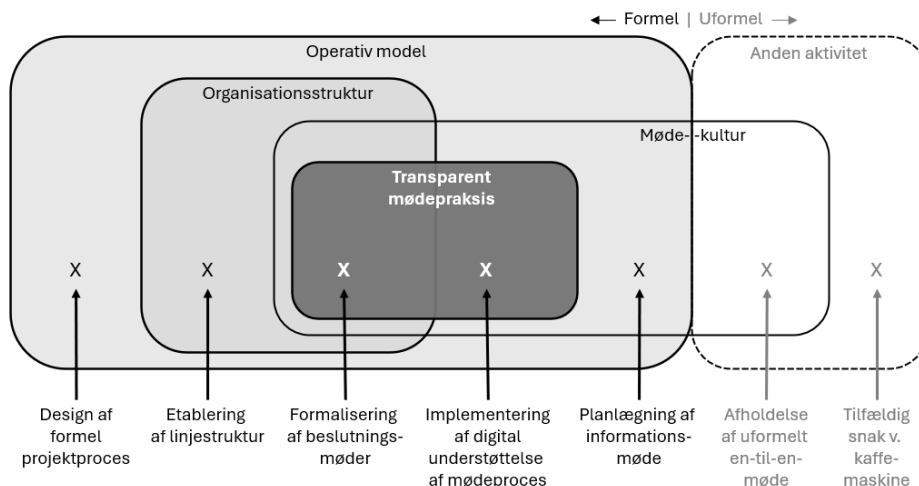 Formel | Uformel
Operativ model
Anden aktivitet
Organisationsstruktur
Møde-kultur
Transparent
mødepraksis
X X X X X X X
Design af
formel
projektproces
Etablering
af linjestruktur
Formalisering
af beslutnings-
møder
Implementering
af digital
understøttelse
af mødeproces
Planlægning af
informations-
møde
Afholdelse
af uformelt
en-til-en-
møde
Tilfældig
snak v.
kaffe-
maskine